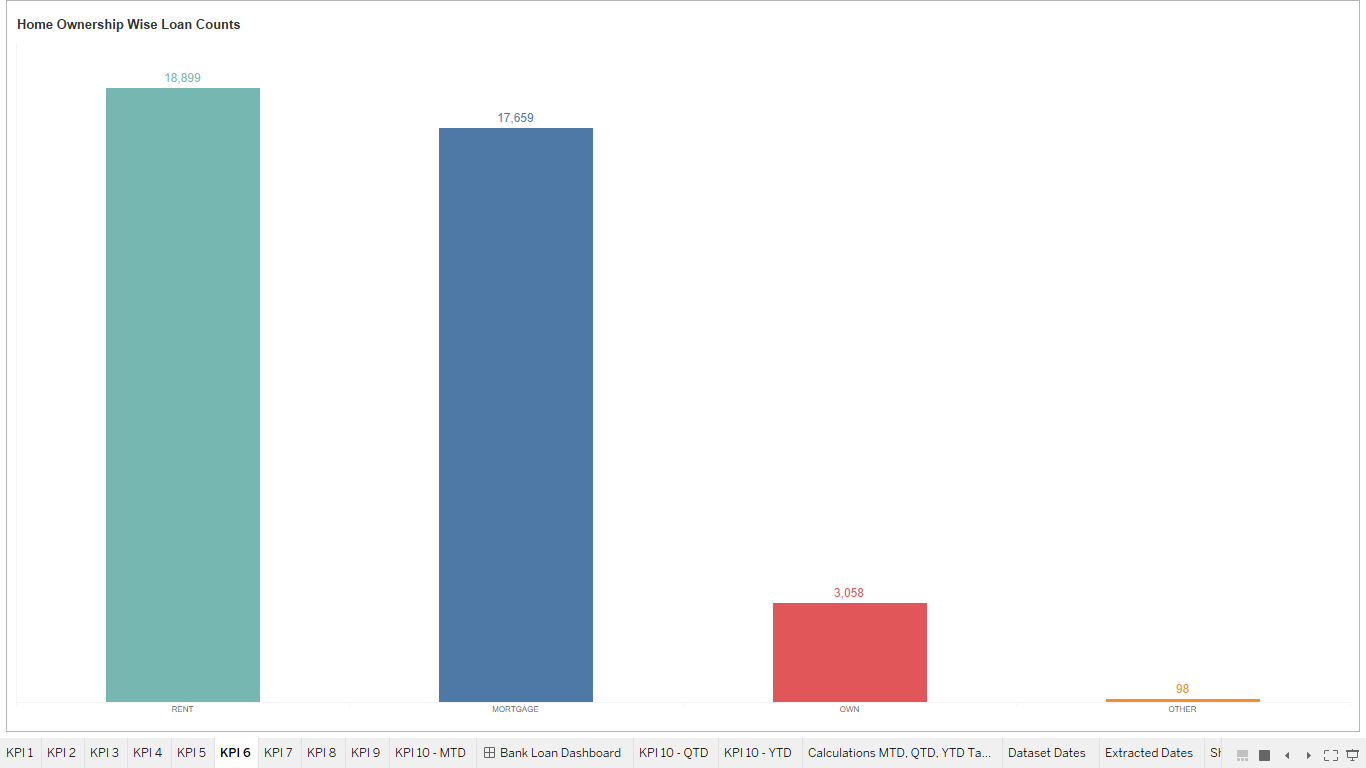 Home Ownership Wise Loan Counts
18,899
17,659
3,058
98
RENT MORTGAGE OWN OTHER
KPI 1 KPI 2 KPI 3 KPI 4 KPI 5 KPI 6 KPI 7 KPI 8 KPI 9 KPI 10 - MTD Bank Loan Dashboard KPI 10 - QTD KPI 10 - YTD Calculations MTD, QTD, YTD Ta... Dataset Dates Extracted Dates